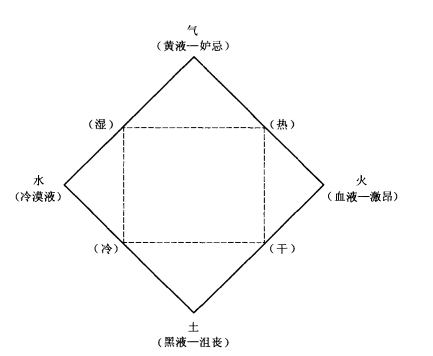 气
(黄液—妒忌)
(湿)
(热)
水
(冷漠液)
火
(血液—激昂)
(冷)
(干)
土
(黑液—沮丧)